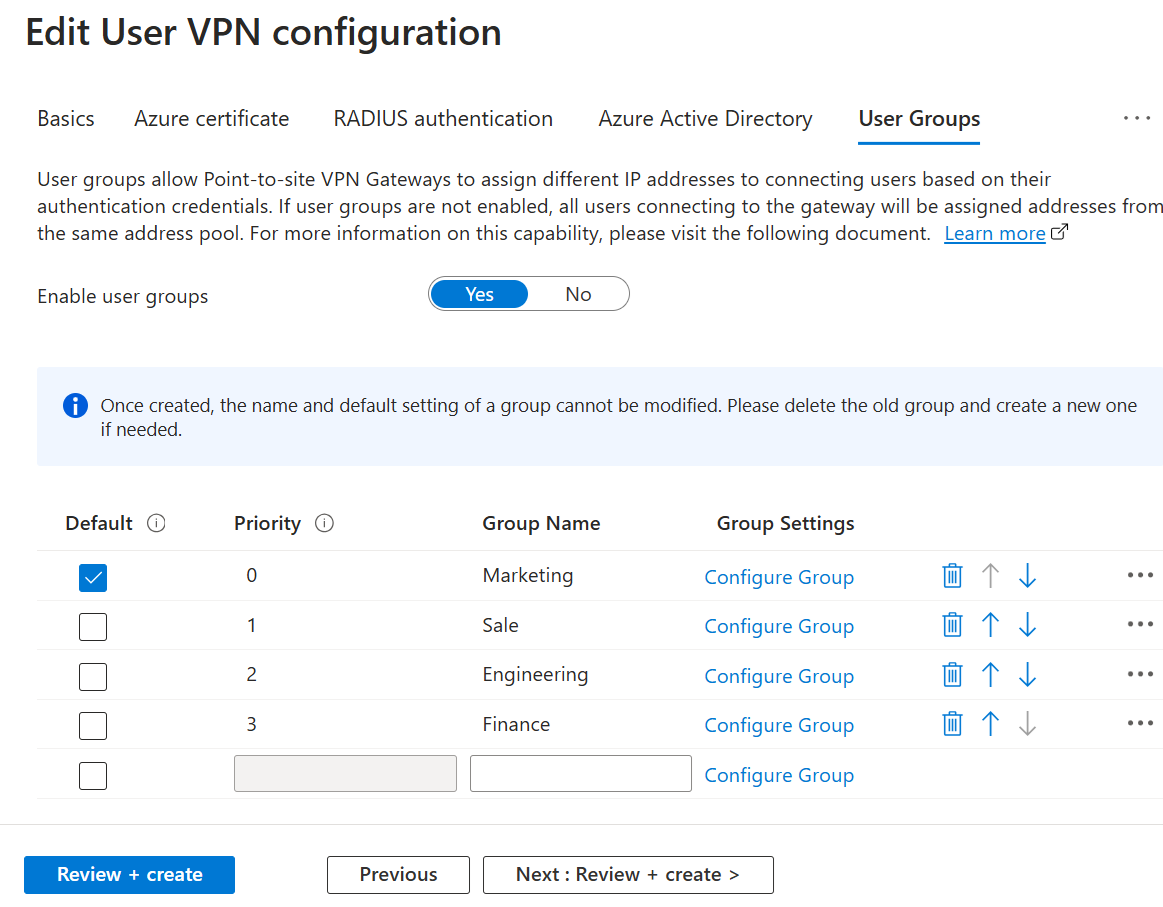 Edit User VPN configuration
Basics Azure certificate RADIUS authentication Azure Active Directory User Groups ...
User groups allow Point-to-site VPN Gateways to assign different IP addresses to connecting users based on their
authentication credentials. If user groups are not enabled, all users connecting to the gateway will be assigned addresses from
the same address pool. For more information on this capability, please visit the following document. Learn more
Enable user groups Yes No
Once created, the name and default setting of a group cannot be modified. Please delete the old group and create a new one
if needed.
Default Priority Group Name Group Settings
0 Marketing Configure Group
1 Sale Configure Group
2 Engineering Configure Group
3 Finance Configure Group
Configure Group
Review + create Previous Next : Review + create >